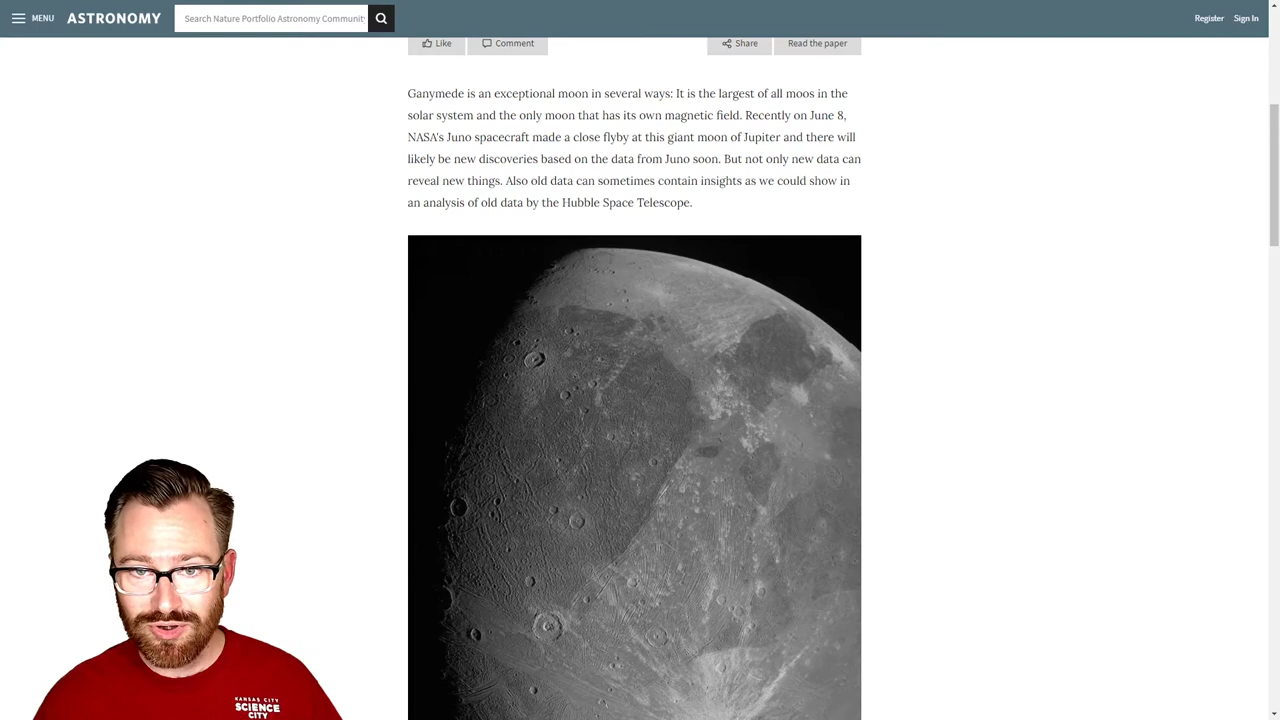 MENU
ASTRONOMY
Search Nature Portfolio Astronomy Communit
Register
Sign In
Like
Comment
Share
Read the paper
Ganymede is an exceptional moon in several ways: It is the largest of all moos in the
solar system and the only moon that has its own magnetic field. Recently on June 8,
NASA's Juno spacecraft made a close flyby at this giant moon of Jupiter and there will
likely be new discoveries based on the data from Juno soon. But not only new data can
reveal new things. Also old data can sometimes contain insights as we could show in
an analysis of old data by the Hubble Space Telescope.
KANSAS CITY
SCIENCE
CITY